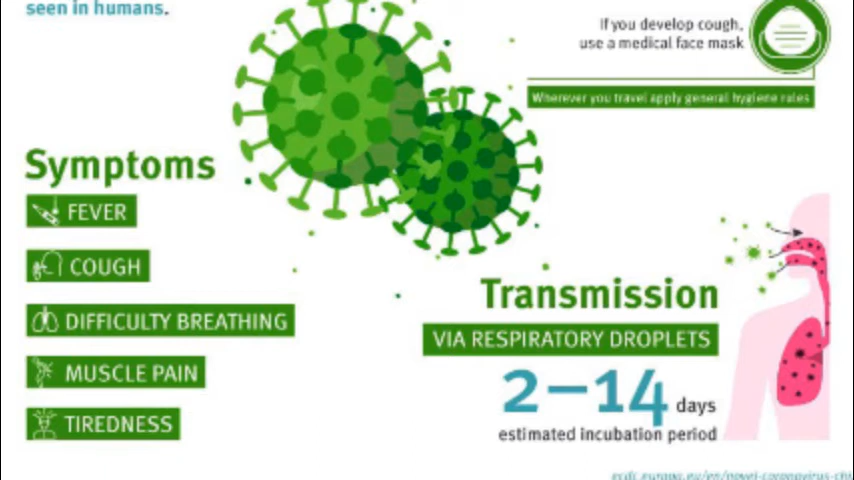 seen in humans.
If you develop cough,
use a medical face mask
Wherever you travel apply general hygiene rules
Symptoms
FEVER
COUGH
DIFFICULTY BREATHING
MUSCLE PAIN
TIREDNESS
Transmission
VIA RESPIRATORY DROPLETS
2–14 days
estimated incubation period